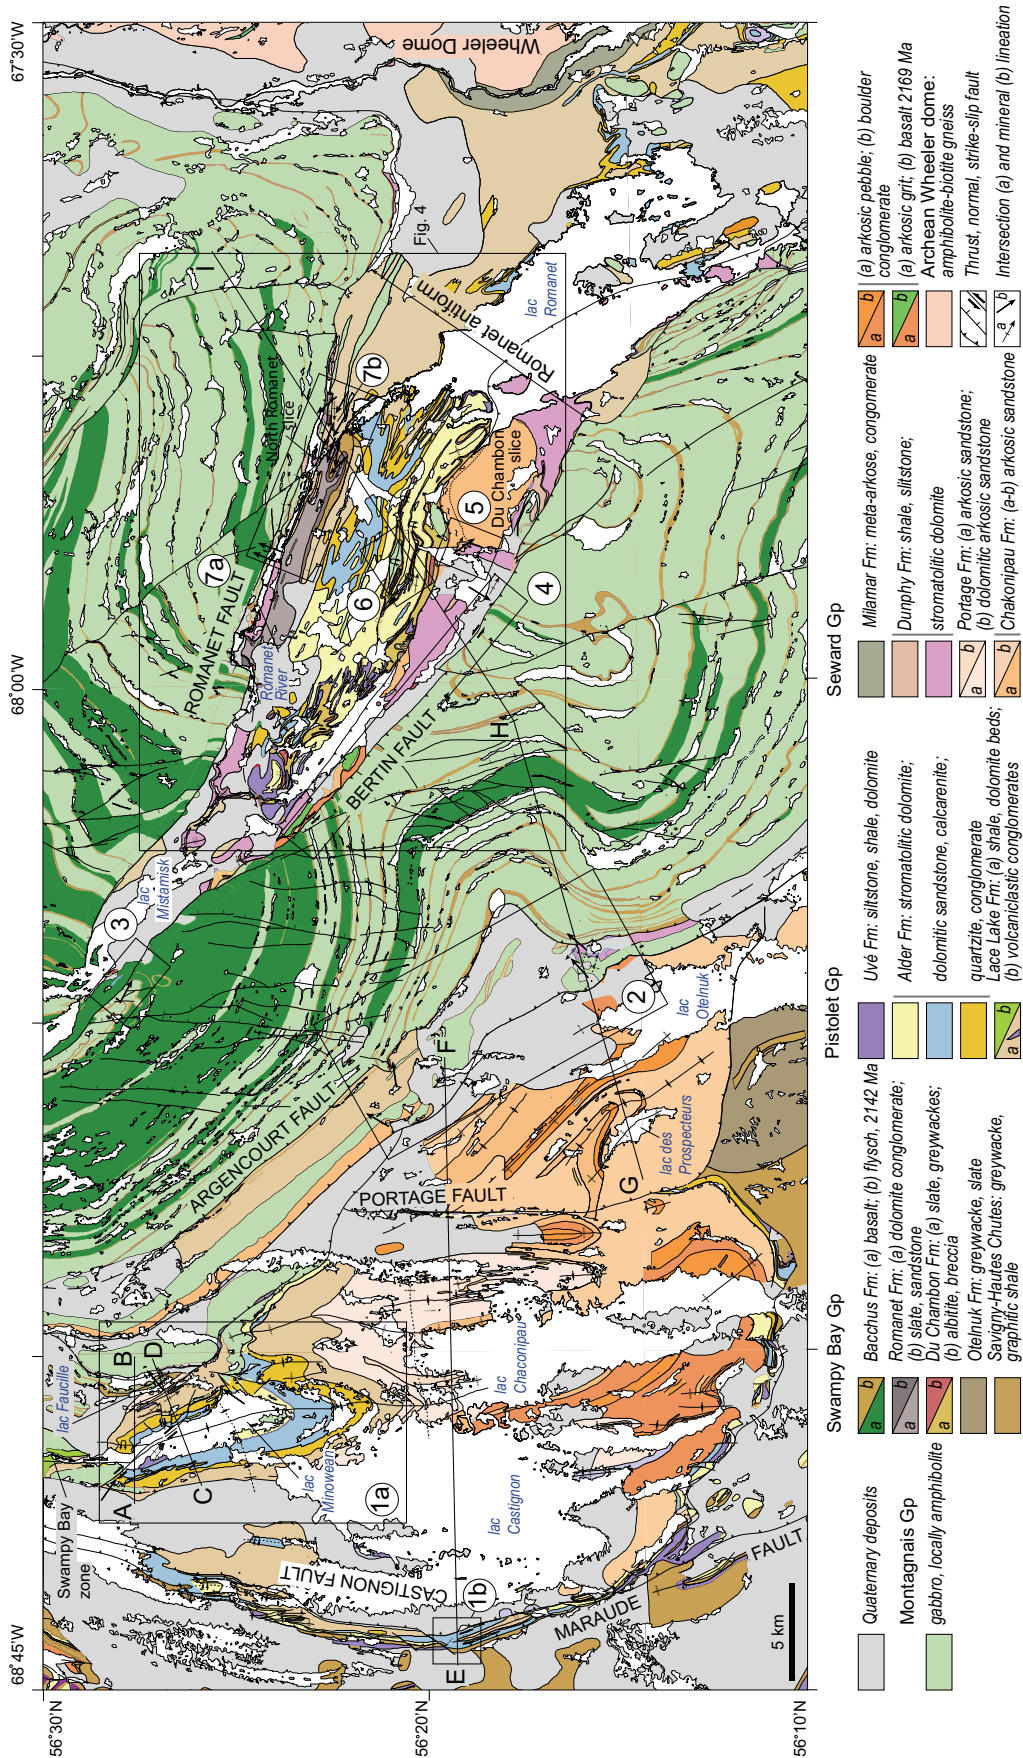 56°30'N
56°20'N
56°10'N
68°45'W
68°00'W
67°30'W
Swampy Bay
zone
lac Faucille
A
B
C
D
lac
Minowean
1a
CASTIGNON FAULT
1b
E
MARAUDE
FAULT
5 km
lac
Castignon
lac
Chaconipau
PORTAGE FAULT
ARGENCOURT FAULT
F
G
lac des
Prospecteurs
lac
Otelnuk
2
3
lac
Mistamisk
ROMANET FAULT
Romanet
River
BERTIN FAULT
H
4
5
6
7a
7b
North Romanet
slice
I
Du Chambon
slice
Romanet antiform
Fig. 4
lac
Romanet
Wheeler Dome
Quaternary deposits
Montagnais Gp
gabbro, locally amphibolite
Swampy Bay Gp
a
b
Bacchus Fm: (a) basalt; (b) flysch, 2142 Ma
a
b
Romanet Fm: (a) dolomite conglomerate;
(b) slate, sandstone
a
b
Du Chambon Fm: (a) slate, greywackes;
(b) albitite, breccia
Otelnuk Fm: greywacke, slate
Savigny-Hautes Chutes: greywacke,
graphitic shale
Pistolet Gp
Uvé Fm: siltstone, shale, dolomite
Alder Fm: stromatolitic dolomite;
dolomitic sandstone, calcarenite;
quartzite, conglomerate
a
b
Lace Lake Fm: (a) shale, dolomite beds;
(b) volcaniclastic conglomerates
Seward Gp
Milamar Fm: meta-arkose, congomerate
Dunphy Fm: shale, slitstone;
stromatolitic dolomite
a
b
Portage Fm: (a) arkosic sandstone;
(b) dolomitic arkosic sandstone
a
b
Chakonipau Fm: (a-b) arkosic sandstone
a
b
(a) arkosic pebble; (b) boulder
conglomerate
a
b
(a) arkosic grit; (b) basalt 2169 Ma
Archean Wheeler dome:
amphibolite-biotite gneiss
Thrust, normal, strike-slip fault
a
b
Intersection (a) and mineral (b) lineation